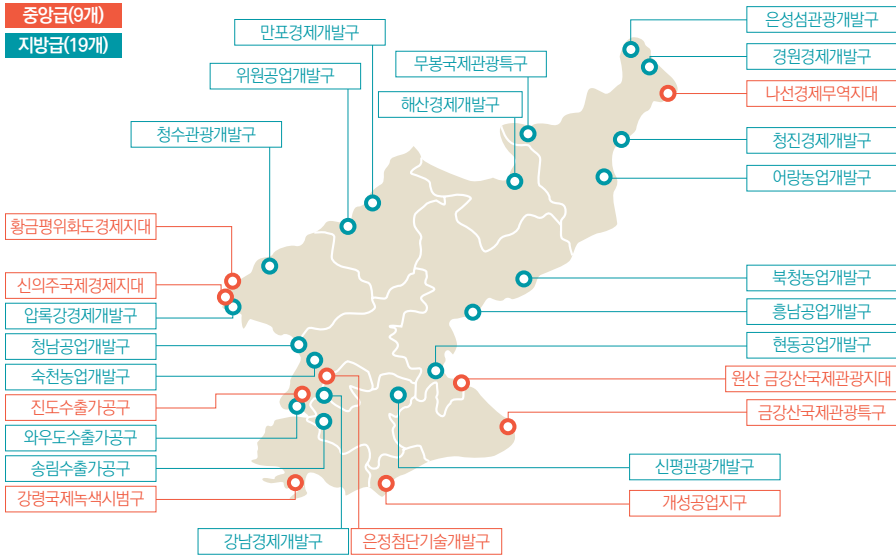 중앙급(9개)
지방급(19개)
만포경제개발구
위원공업개발구
청수관광개발구
무봉국제관광특구
해산경제개발구
은성섬관광개발구
경원경제개발구
나선경제무역지대
청진경제개발구
어랑농업개발구
황금평위화도경제지대
신의주국제경제지대
압록강경제개발구
청남공업개발구
숙천농업개발구
진도수출가공구
와우도수출가공구
송림수출가공구
강령국제녹색시범구
북청농업개발구
흥남공업개발구
현동공업개발구
원산 금강산국제관광지대
금강산국제관광특구
신평관광개발구
개성공업지구
강남경제개발구
은정첨단기술개발구